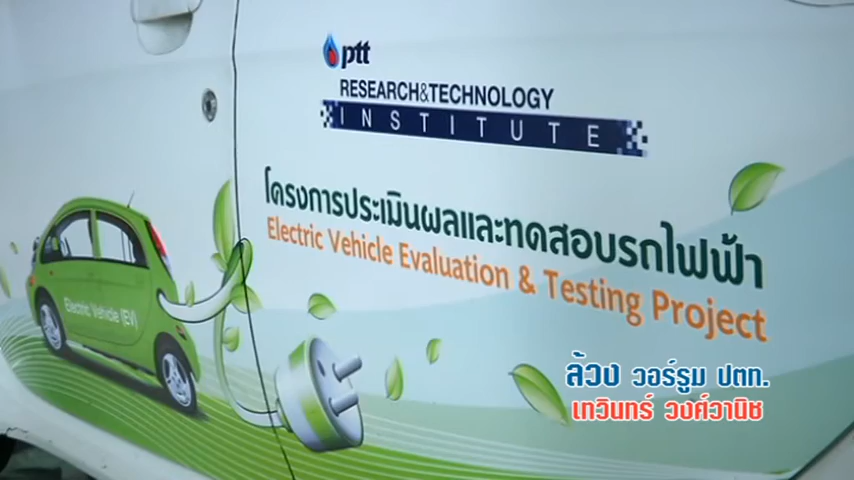 ptt
RESEARCH&TECHNOLOGY
INSTITUTE
โครงการประเมินผลและทดสอบรถไฟฟ้า
Electric Vehicle Evaluation & Testing Project
Electric Vehicle (EV)
ล้วง วอร์รูม ปตท.
เทวินทร์ วงศ์วานิช